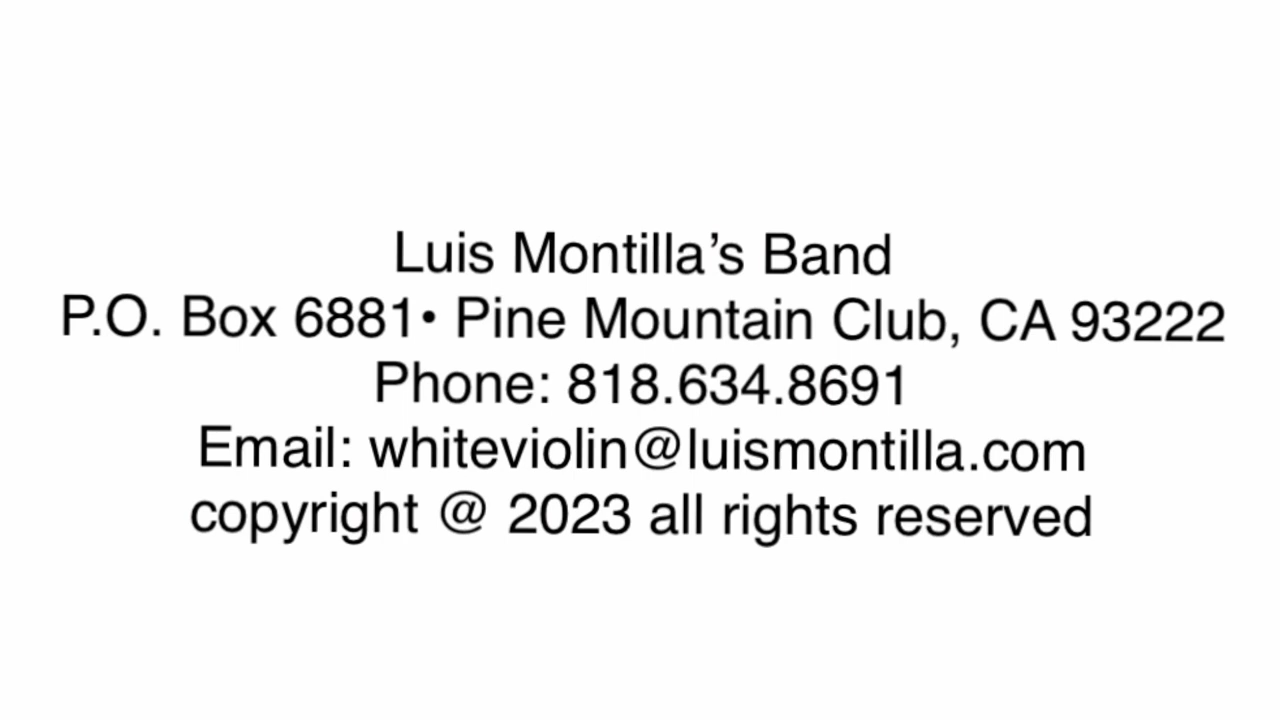 Luis Montilla’s Band
P.O. Box 6881• Pine Mountain Club, CA 93222
Phone: 818.634.8691
Email: whiteviolin@luismontilla.com
copyright @ 2023 all rights reserved